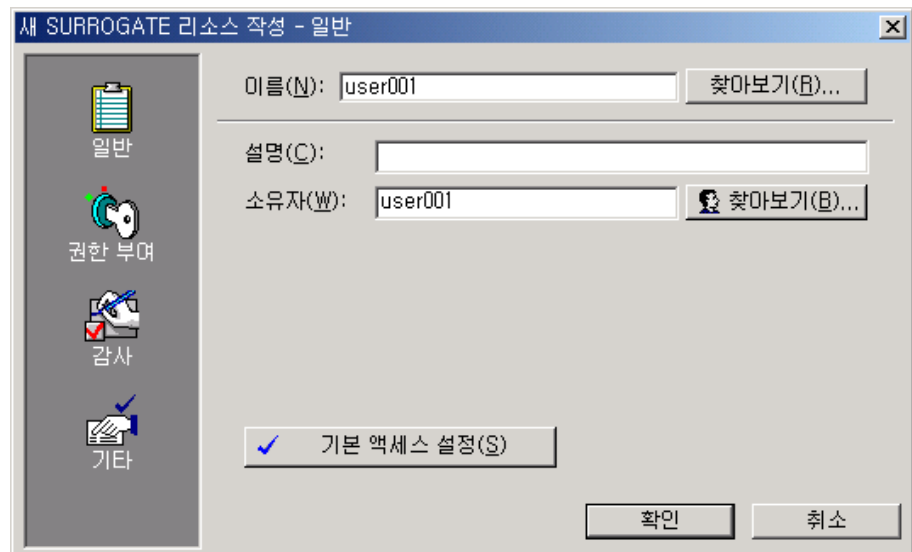 새 SURROGATE 리소스 작성 - 일반
일반
권한 부여
감사
기타
이름(N): user001 찾아보기(R)...
설명(C):
소유자(W): user001 찾아보기(B)...
기본 액세스 설정(S)
확인 취소